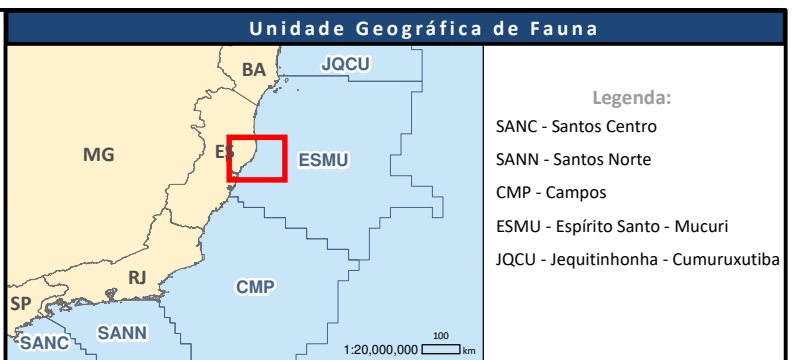 Unidade Geográfica de Fauna
BA
JQCU
MG
ES
ESMU
RJ
CMP
SP
SANN
SANC
1:20,000,000
100
km
Legenda:
SANC - Santos Centro
SANN - Santos Norte
CMP - Campos
ESMU - Espírito Santo - Mucuri
JQCU - Jequitinhonha - Cumuruxutiba